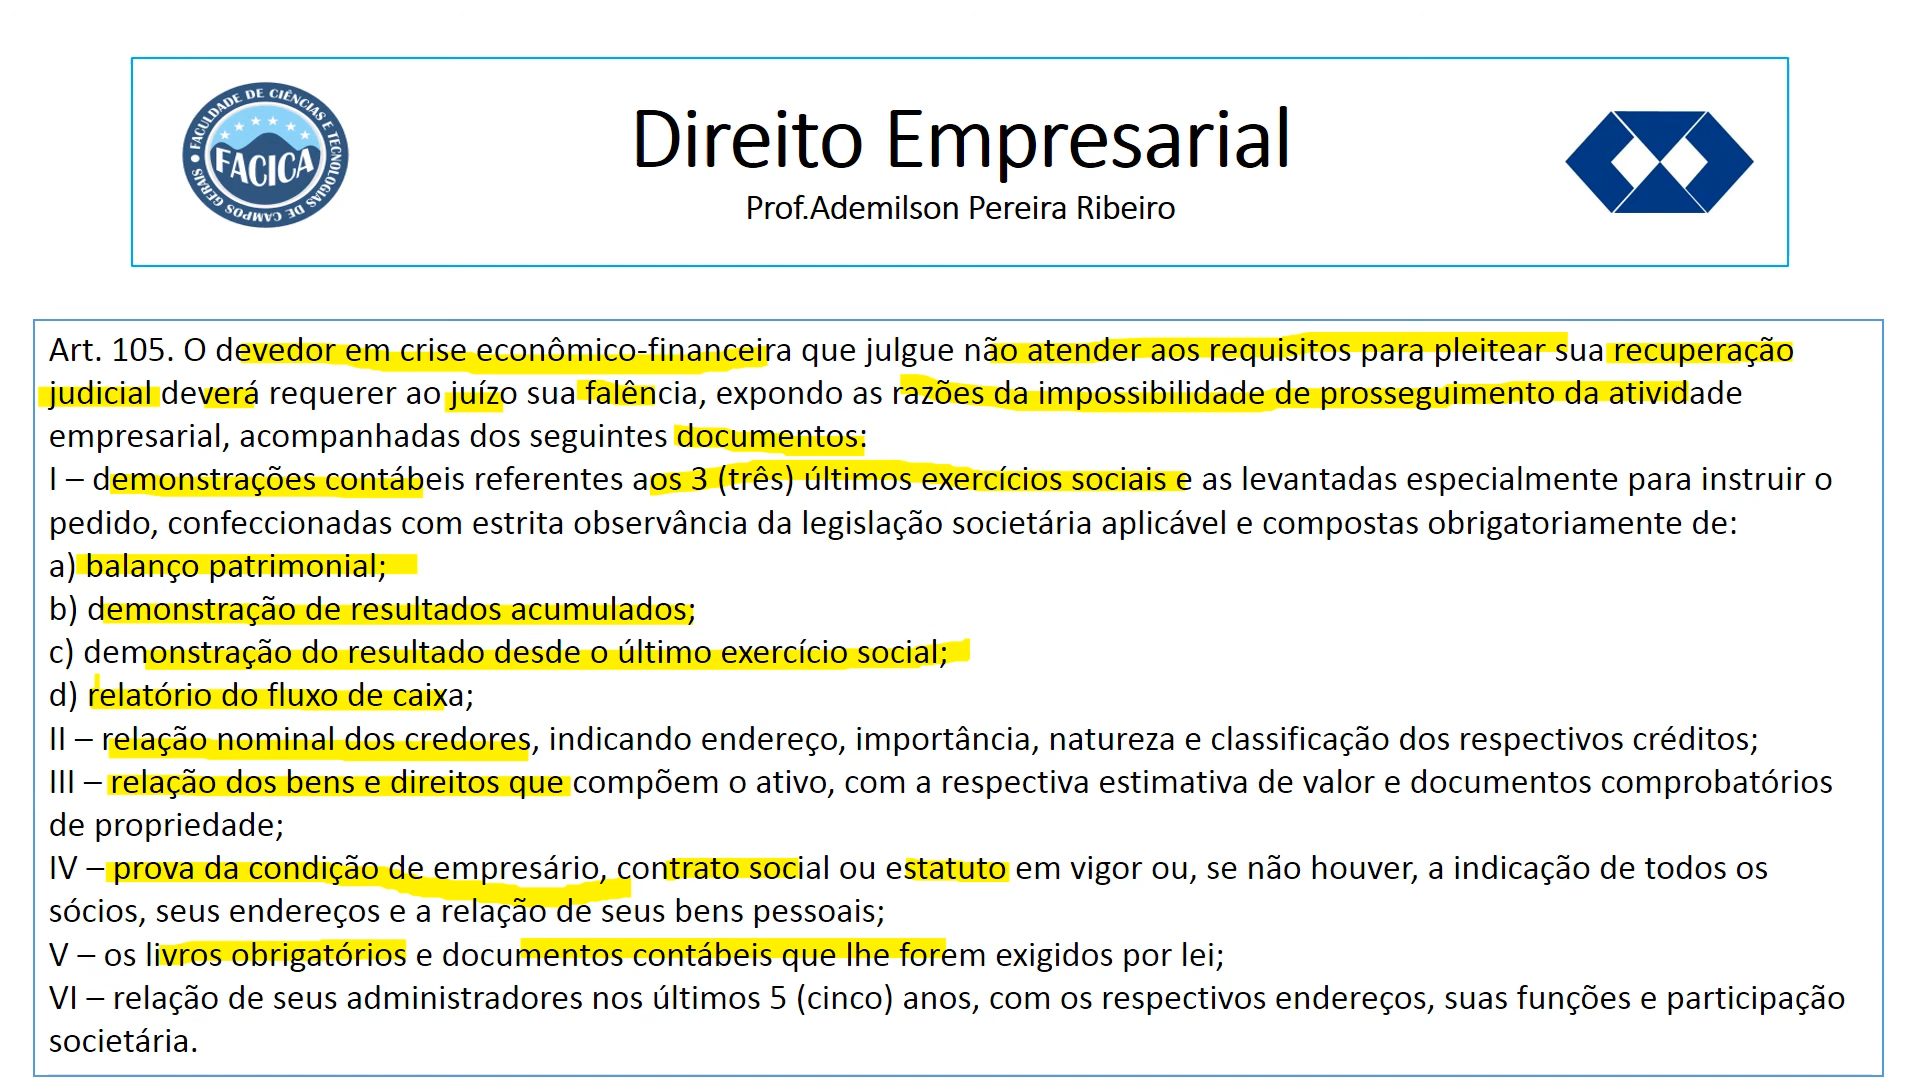 FACULDADE DE CIÊNCIAS E TECNOLOGIAS DE CAMPOS GERAIS
FACICA
Direito Empresarial
Prof.Ademilson Pereira Ribeiro
Art. 105. O devedor em crise econômico-financeira que julgue não atender aos requisitos para pleitear sua recuperação
judicial deverá requerer ao juízo sua falência, expondo as razões da impossibilidade de prosseguimento da atividade
empresarial, acompanhadas dos seguintes documentos:
I – demonstrações contábeis referentes aos 3 (três) últimos exercícios sociais e as levantadas especialmente para instruir o
pedido, confeccionadas com estrita observância da legislação societária aplicável e compostas obrigatoriamente de:
a) balanço patrimonial;
b) demonstração de resultados acumulados;
c) demonstração do resultado desde o último exercício social;
d) relatório do fluxo de caixa;
II – relação nominal dos credores, indicando endereço, importância, natureza e classificação dos respectivos créditos;
III – relação dos bens e direitos que compõem o ativo, com a respectiva estimativa de valor e documentos comprobatórios
de propriedade;
IV – prova da condição de empresário, contrato social ou estatuto em vigor ou, se não houver, a indicação de todos os
sócios, seus endereços e a relação de seus bens pessoais;
V – os livros obrigatórios e documentos contábeis que lhe forem exigidos por lei;
VI – relação de seus administradores nos últimos 5 (cinco) anos, com os respectivos endereços, suas funções e participação
societária.